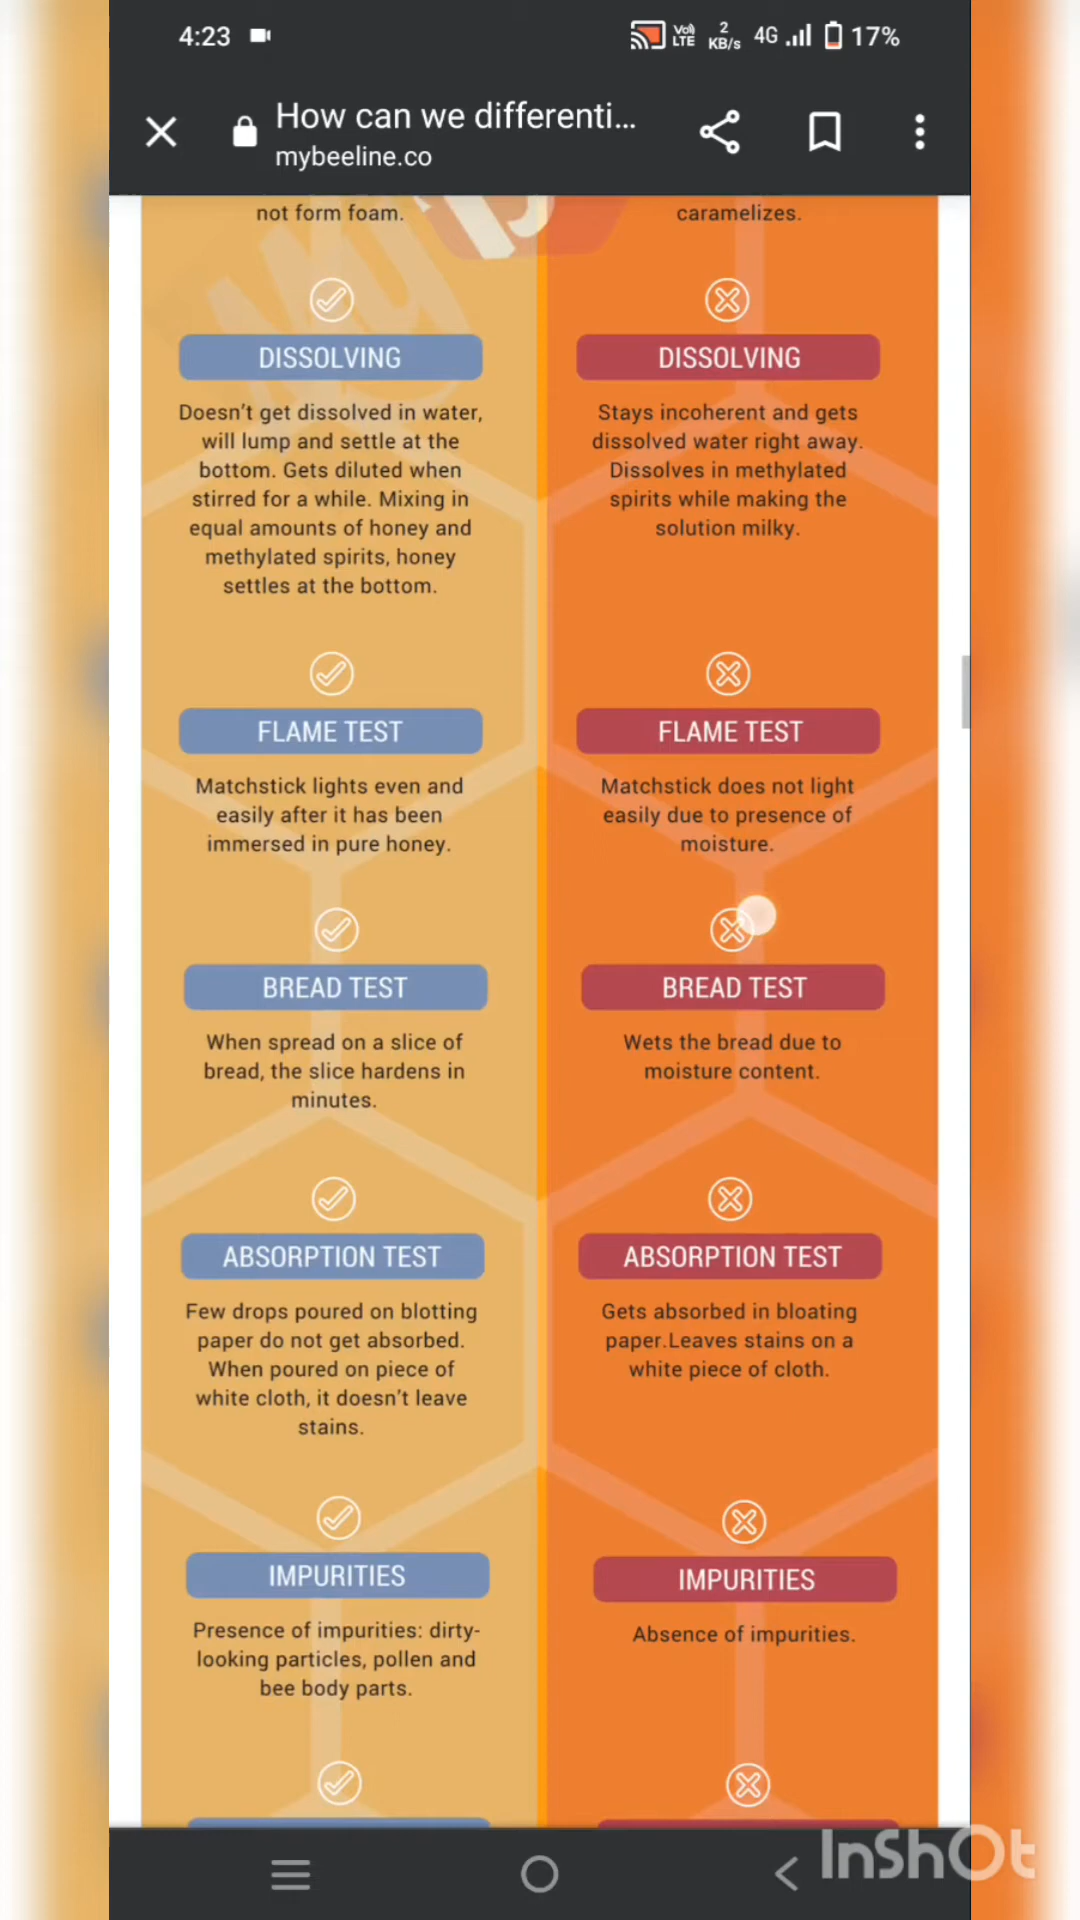 4:23
Vo) LTE
2 KB/s
4G
17%
How can we differenti...
mybeeline.co
not form foam.
caramelizes.
DISSOLVING
Doesn't get dissolved in water,
will lump and settle at the
bottom. Gets diluted when
stirred for a while. Mixing in
equal amounts of honey and
methylated spirits, honey
settles at the bottom.
DISSOLVING
Stays incoherent and gets
dissolved water right away.
Dissolves in methylated
spirits while making the
solution milky.
FLAME TEST
Matchstick lights even and
easily after it has been
immersed in pure honey.
FLAME TEST
Matchstick does not light
easily due to presence of
moisture.
BREAD TEST
When spread on a slice of
bread, the slice hardens in
minutes.
BREAD TEST
Wets the bread due to
moisture content.
ABSORPTION TEST
Few drops poured on blotting
paper do not get absorbed.
When poured on piece of
white cloth, it doesn't leave
stains.
ABSORPTION TEST
Gets absorbed in bloating
paper.Leaves stains on a
white piece of cloth.
IMPURITIES
Presence of impurities: dirty-
looking particles, pollen and
bee body parts.
IMPURITIES
Absence of impurities.
InShOt